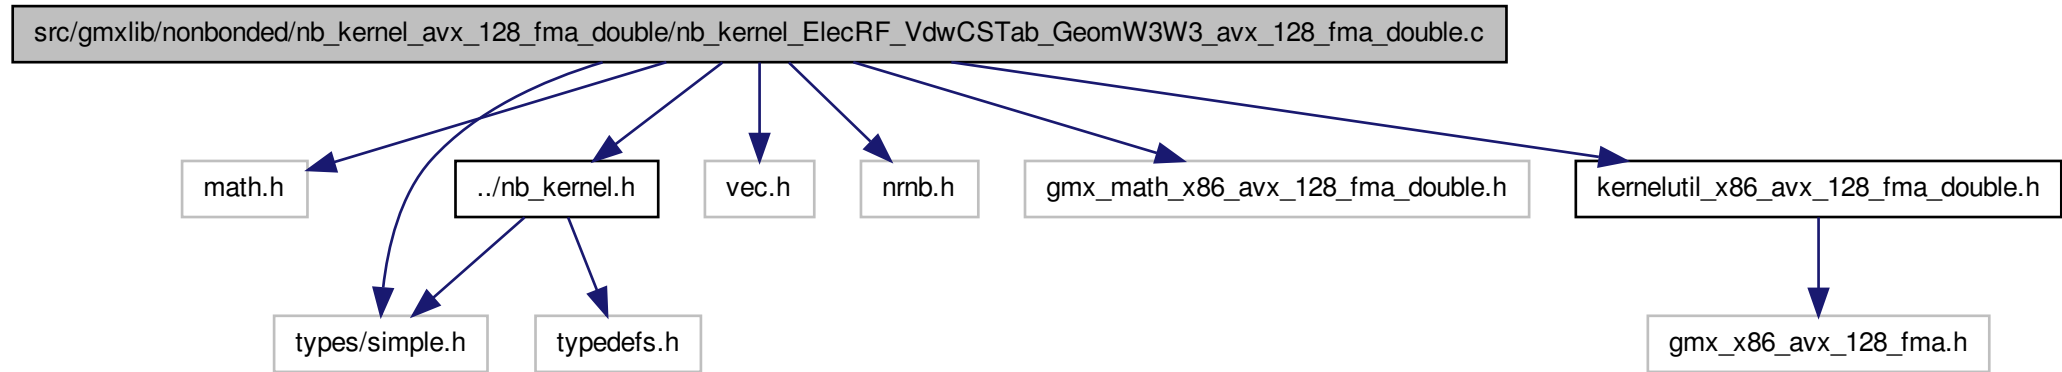 src/gmxlib/nonbonded/nb_kernel_avx_128_fma_double/nb_kernel_ElecRF_VdwCSTab_GeomW3W3_avx_128_fma_double.c
math.h
../nb_kernel.h
vec.h
nrnb.h
gmx_math_x86_avx_128_fma_double.h
kernelutil_x86_avx_128_fma_double.h
types/simple.h
typedefs.h
gmx_x86_avx_128_fma.h